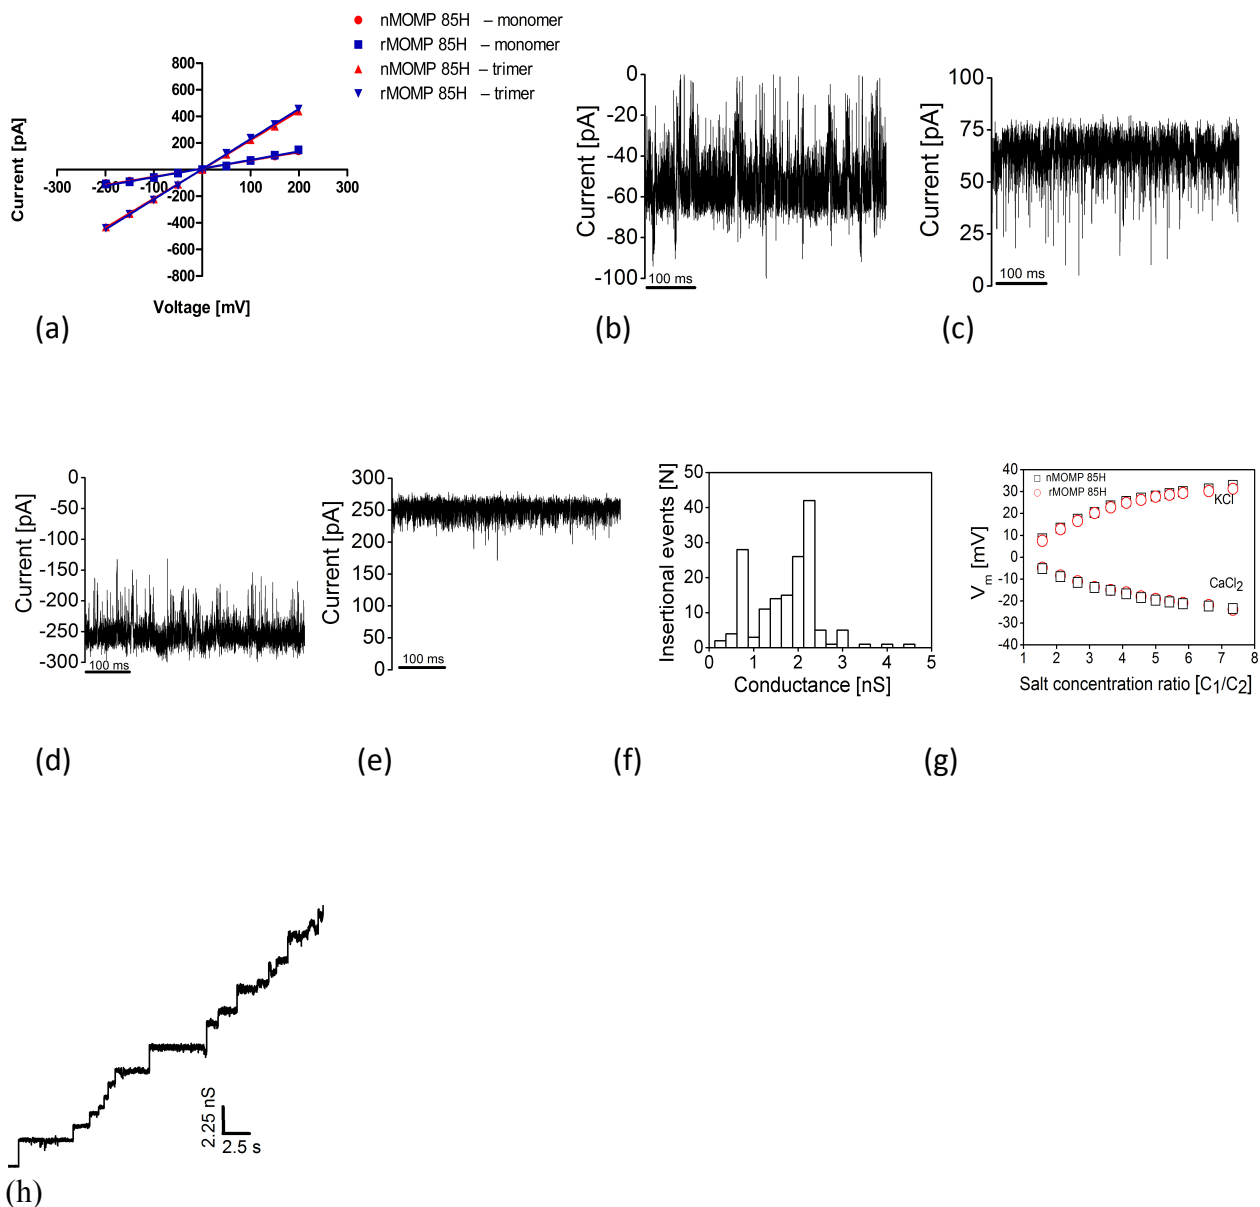 nMOMP 85H – monomer
rMOMP 85H – monomer
nMOMP 85H – trimer
rMOMP 85H – trimer
800
600
400
200
-300 -200 -100 100 200 300
-200
-400
-600
-800
Current [pA]
Voltage [mV]
(a)
0
-20
-40
-60
-80
-100
Current [pA]
100 ms
(b)
100
75
50
25
0
Current [pA]
100 ms
(c)
0
-50
-100
-150
-200
-250
-300
Current [pA]
100 ms
(d)
300
250
200
150
100
50
0
Current [pA]
100 ms
(e)
50
40
30
20
10
0
Insertional events [N]
0 1 2 3 4 5
Conductance [nS]
(f)
40
30
20
10
0
-10
-20
-30
-40
Vm [mV]
nMOMP 85H
rMOMP 85H
KCl
CaCl2
1 2 3 4 5 6 7 8
Salt concentration ratio [C1/C2]
(g)
2.25 nS
2.5 s
(h)